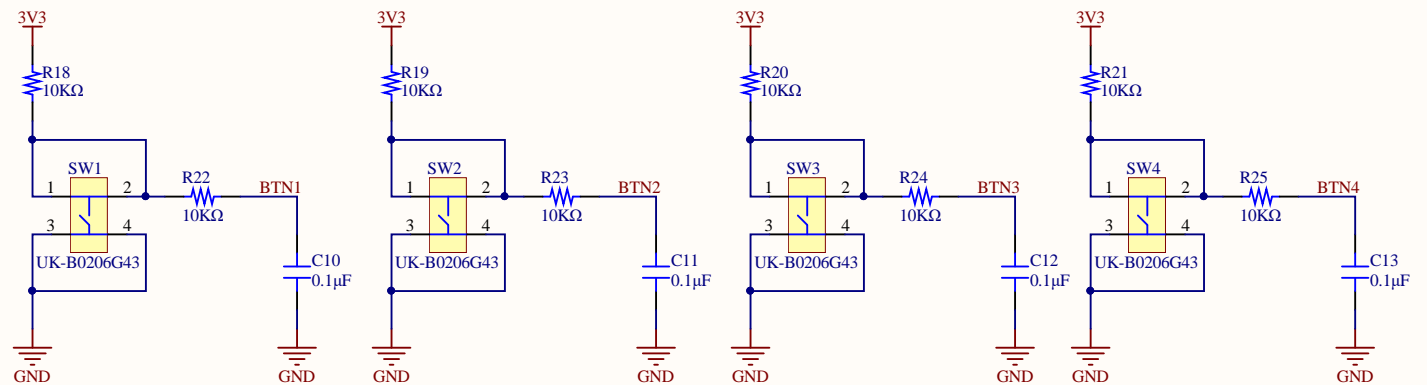 3V3 3V3 3V3 3V3
R18 R19 R20 R21
10KΩ 10KΩ 10KΩ 10KΩ
SW1 SW2 SW3 SW4
R22 R23 R24 R25
1 2 BTN1 1 2 BTN2 1 2 BTN3 1 2 BTN4
10KΩ 10KΩ 10KΩ 10KΩ
3 4 3 4 3 4 3 4
UK-B0206G43 C10 UK-B0206G43 C11 UK-B0206G43 C12 UK-B0206G43 C13
0.1µF 0.1µF 0.1µF 0.1µF
GND GND GND GND GND GND GND GND